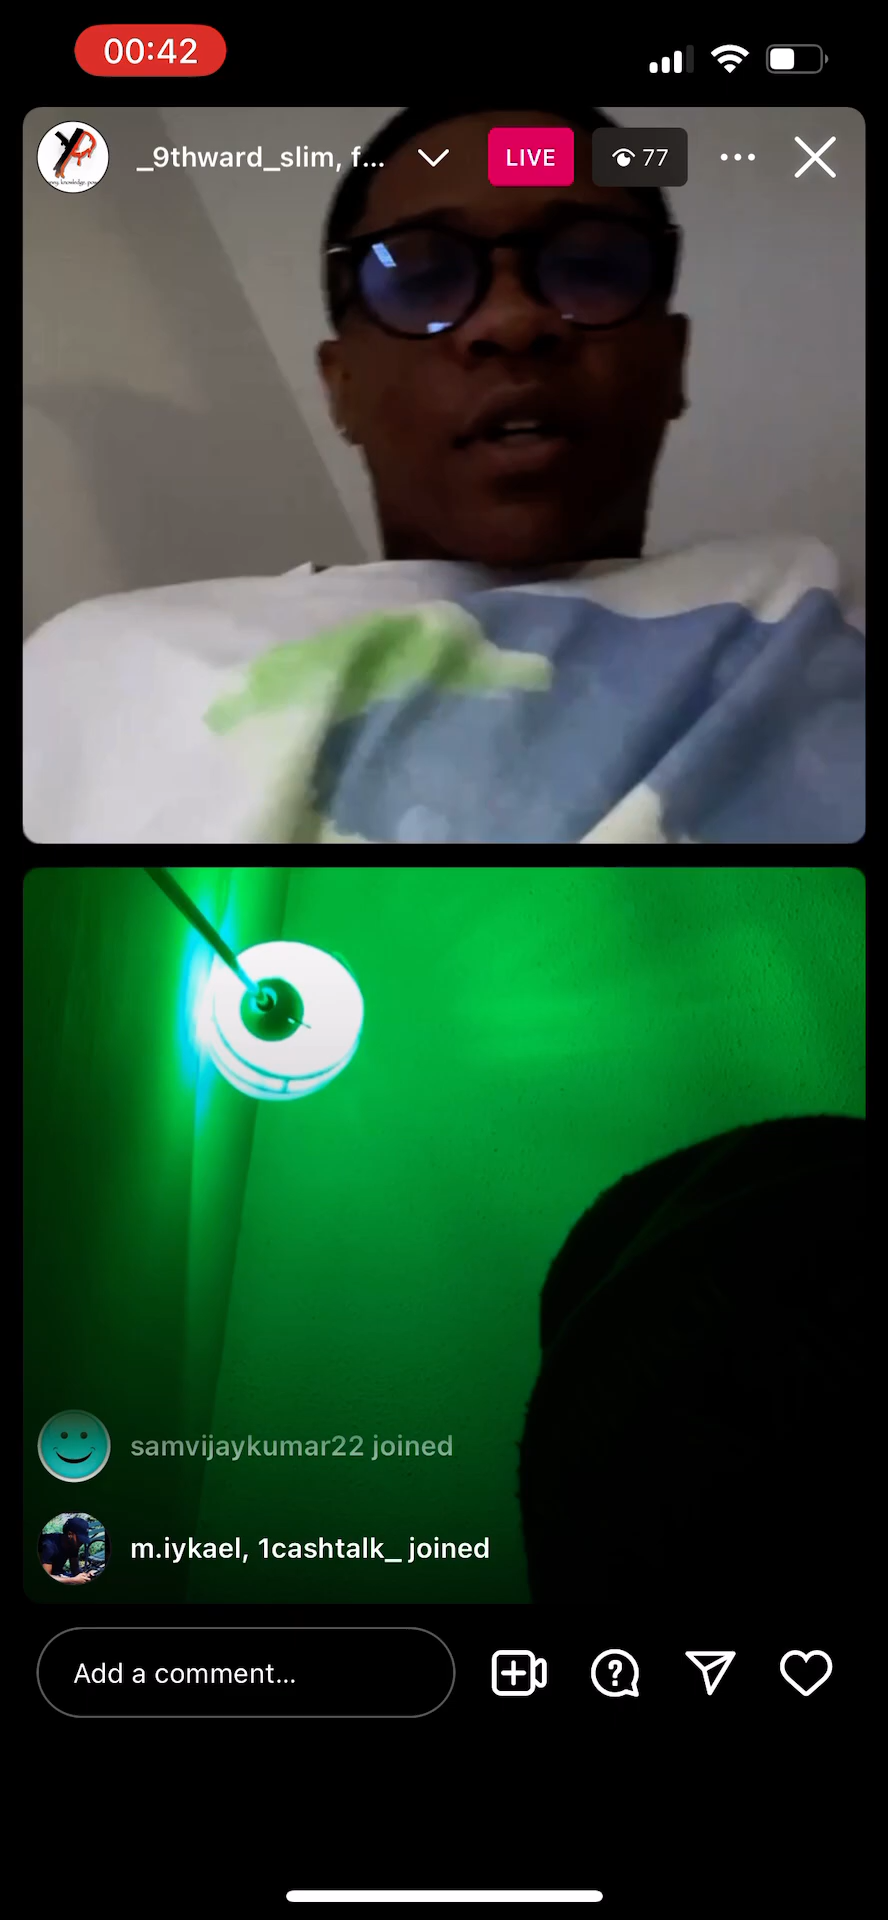 00:42
_9thward_slim, f...
LIVE
77
samvijaykumar22 joined
m.iykael, 1cashtalk_ joined
Add a comment...